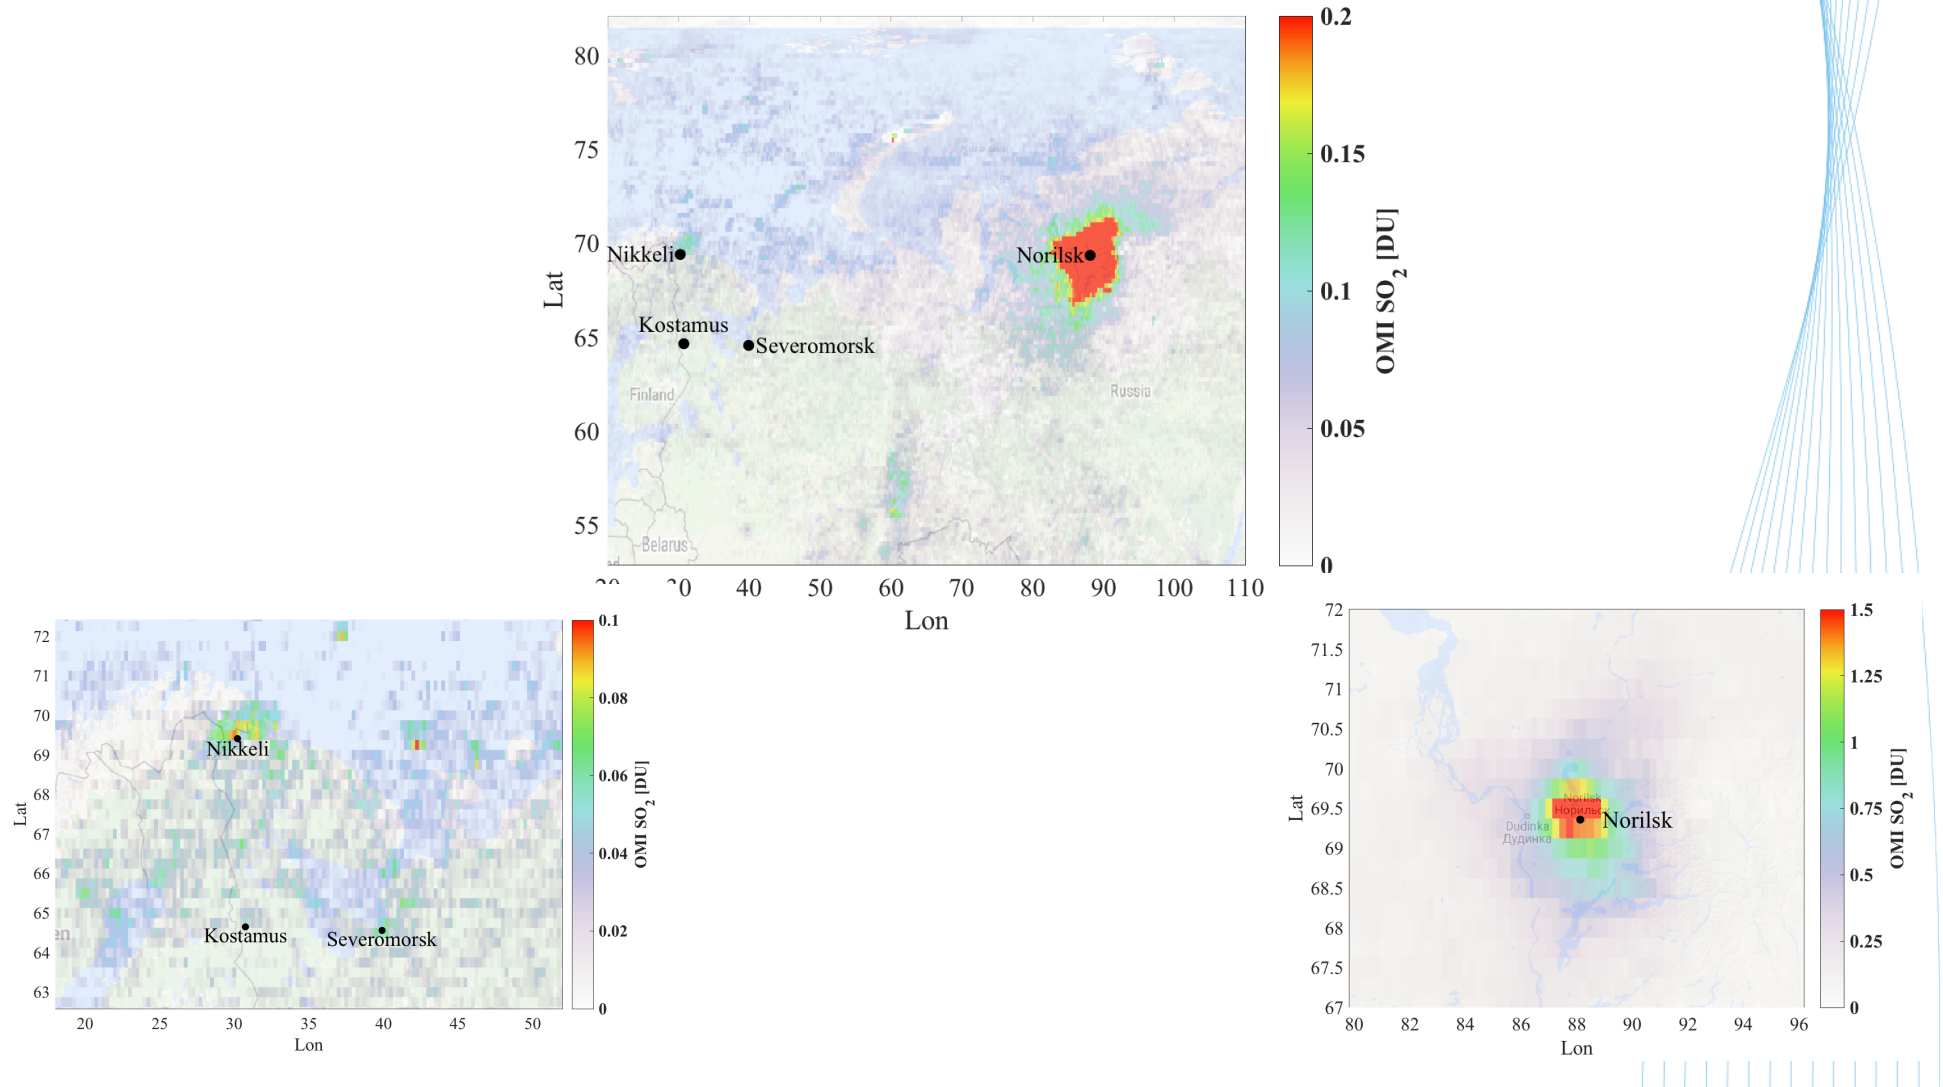 80
75
70
65
60
55
Lat
Nikkeli
Norilsk
Kostamus
Severomorsk
Finland
Russia
Belarus
40 50 60 70 80 90 100 110
Lon
0.2
0.15
0.1
0.05
0
OMI SO2 [DU]
72
71
70
69
68
67
66
65
64
63
Lat
Nikkeli
Kostamus
Severomorsk
en
20 25 30 35 40 45 50
Lon
0.1
0.08
0.06
0.04
0.02
0
OMI SO2 [DU]
72
71.5
71
70.5
70
69.5
69
68.5
68
67.5
67
Lat
Norilsk
Норильск
Norilsk
Dudinka
Дудинка
80 82 84 86 88 90 92 94 96
Lon
1.5
1.25
1
0.75
0.5
0.25
0
OMI SO2 [DU]